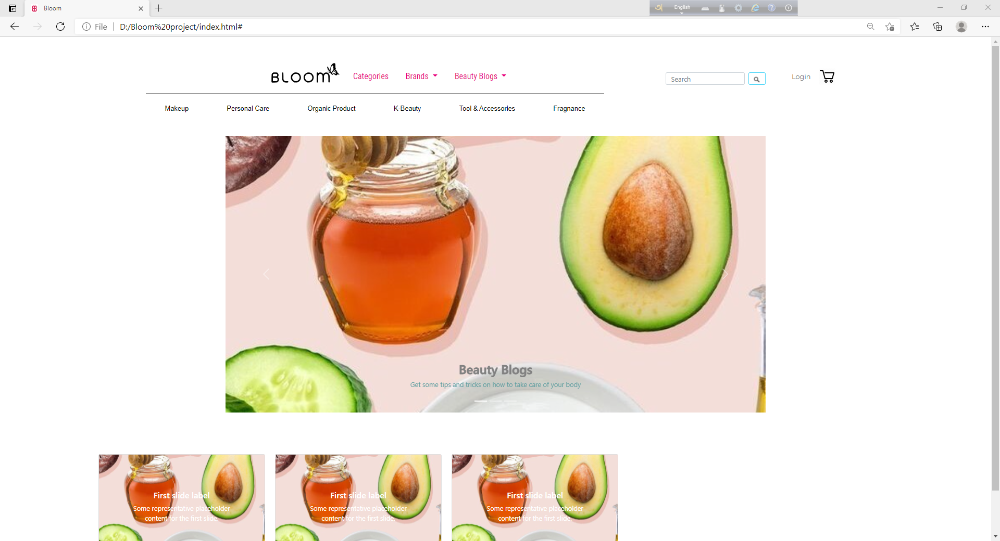 Bloom
English
File
D:/Bloom%20project/index.html#
BLOOM
Categories
Brands
Beauty Blogs
Search
Login
Makeup
Personal Care
Organic Product
K-Beauty
Tool & Accessories
Fragnance
Beauty Blogs
Get some tips and tricks on how to take care of your body
First slide label
Some representative placeholder
content for the first slide.
First slide label
Some representative placeholder
content for the first slide.
First slide label
Some representative placeholder
content for the first slide.